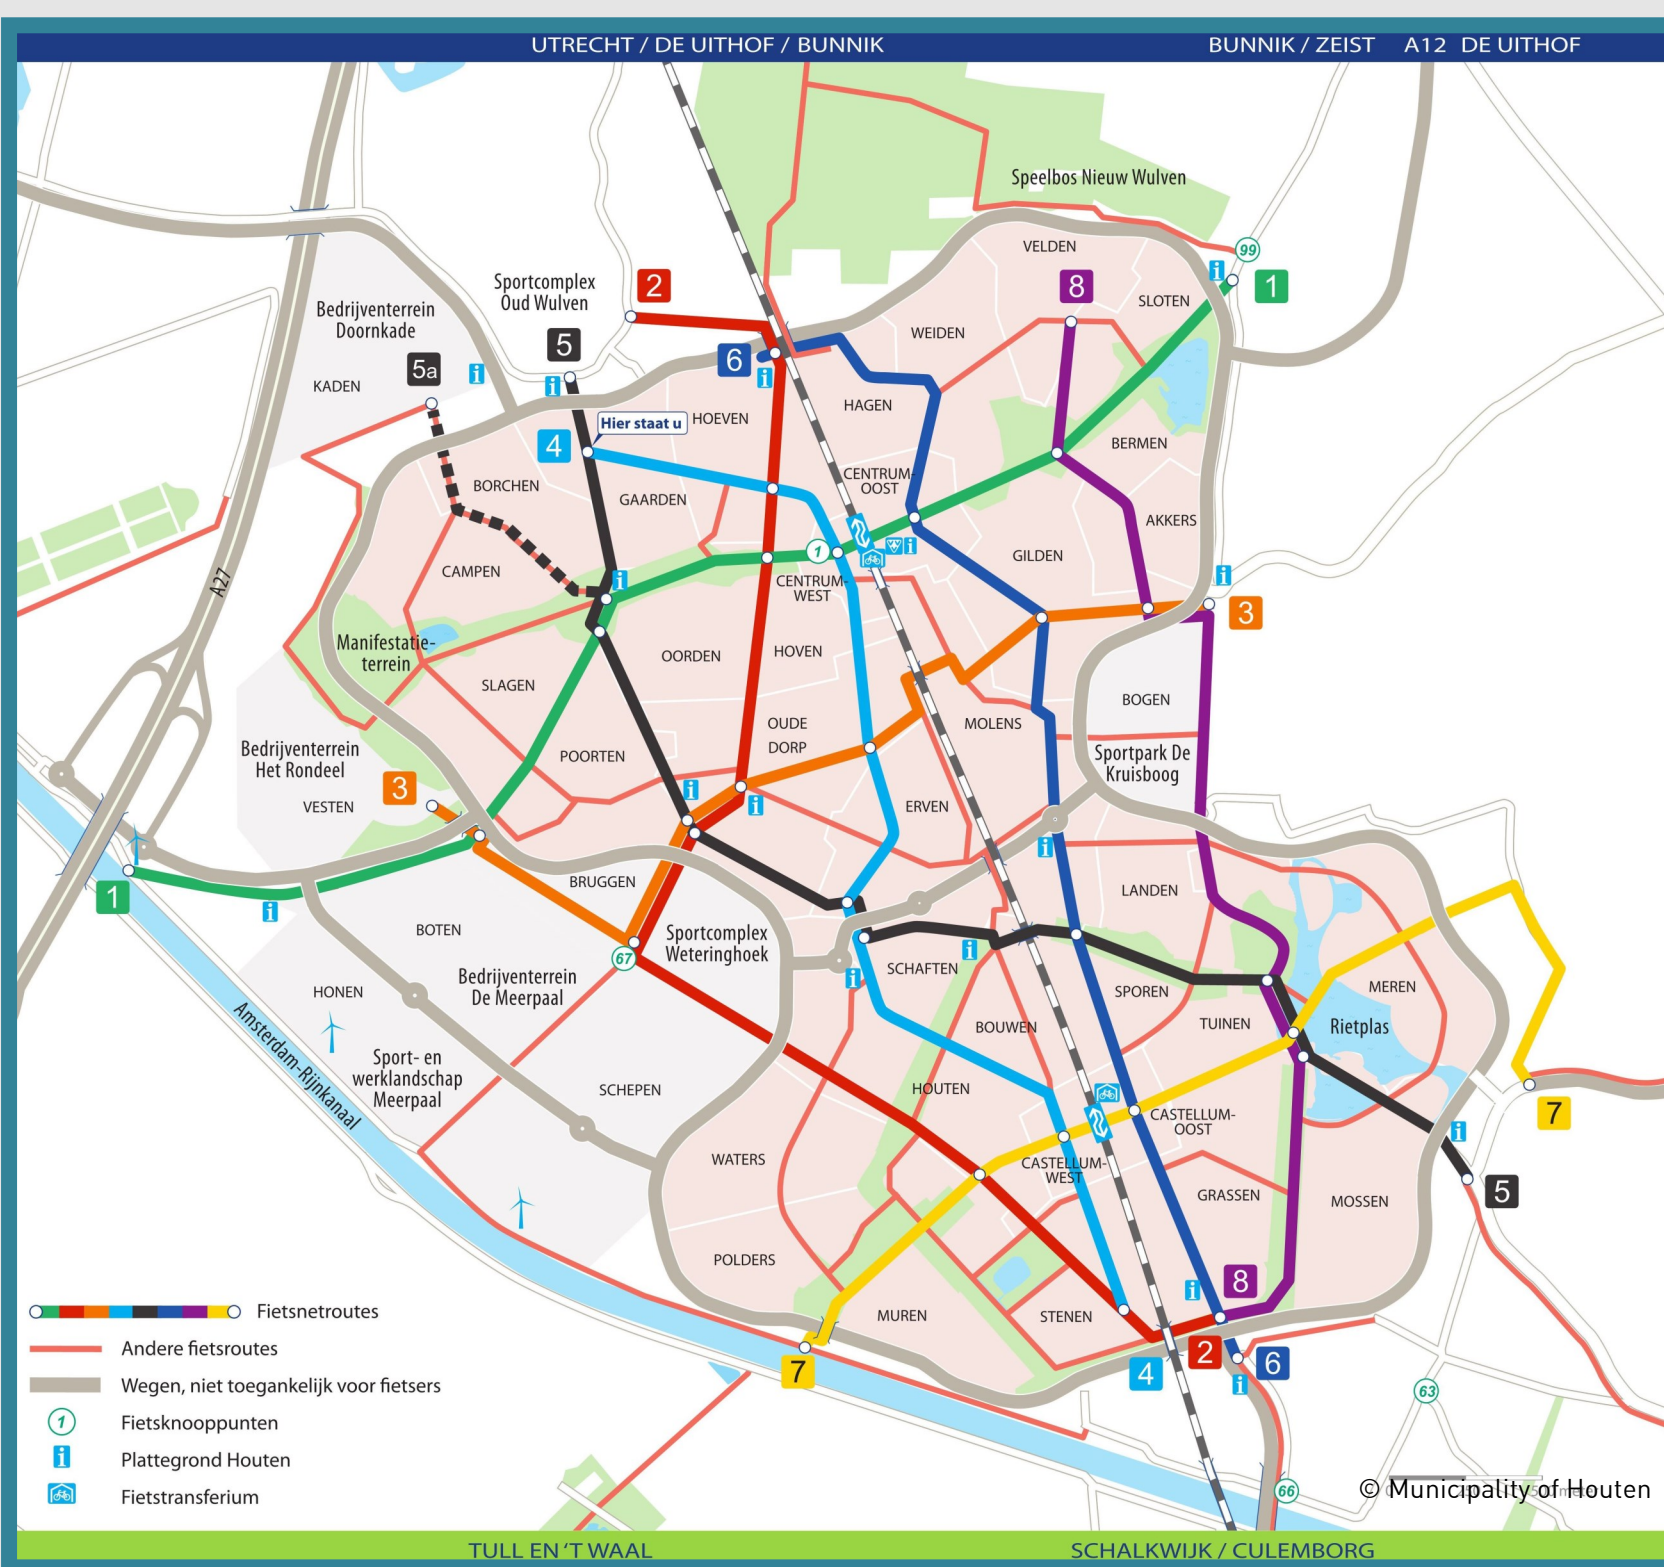 UTRECHT / DE UITHOF / BUNNIK
BUNNIK / ZEIST A12 DE UITHOF
Speelbos Nieuw Wulven
VELDEN
99
8
1
SLOTEN
Sportcomplex
Oud Wulven
2
Bedrijventerrein
Doornkade
5
6
WEIDEN
5a
KADEN
HAGEN
HOEVEN
Hier staat u
4
BERMEN
BORCHEN
GAARDEN
CENTRUM-
OOST
AKKERS
1
GILDEN
CAMPEN
A27
CENTRUM-
WEST
3
Manifestatie-
terrein
OORDEN
HOVEN
SLAGEN
BOGEN
OUDE
DORP
MOLENS
Bedrijventerrein
Het Rondeel
POORTEN
Sportpark De
Kruisboog
3
VESTEN
ERVEN
1
BRUGGEN
LANDEN
BOTEN
Sportcomplex
Weteringhoek
67
SCHAFTEN
Bedrijventerrein
De Meerpaal
HONEN
SPOREN
MEREN
BOUWEN
TUINEN
Rietplas
Amsterdam-Rijnkanaal
Sport- en
werklandschap
Meerpaal
SCHEPEN
HOUTEN
CASTELLUM-
OOST
7
WATERS
CASTELLUM-
WEST
GRASSEN
MOSSEN
5
POLDERS
8
MUREN
STENEN
2
6
7
4
63
66
Fietsnetroutes
Andere fietsroutes
Wegen, niet toegankelijk voor fietsers
1 Fietsknooppunten
i Plattegrond Houten
Fietstransferium
© Municipality of Houten
TULL EN ‘T WAAL
SCHALKWIJK / CULEMBORG